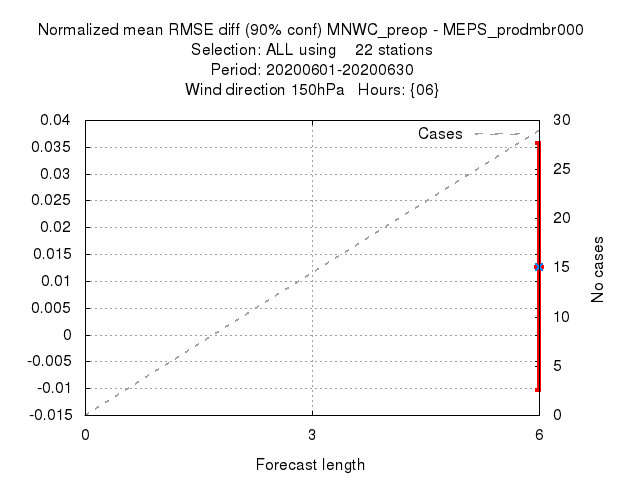 Normalized mean RMSE diff (90% conf) MNWC_preop - MEPS_prodmbr000
Selection: ALL using    22 stations
Period: 20200601-20200630
Wind direction 150hPa   Hours: {06}
Cases
0.04
0.035
0.03
0.025
0.02
0.015
0.01
0.005
0
-0.005
-0.01
-0.015
30
25
20
15
10
5
0
No cases
0 3 6
Forecast length